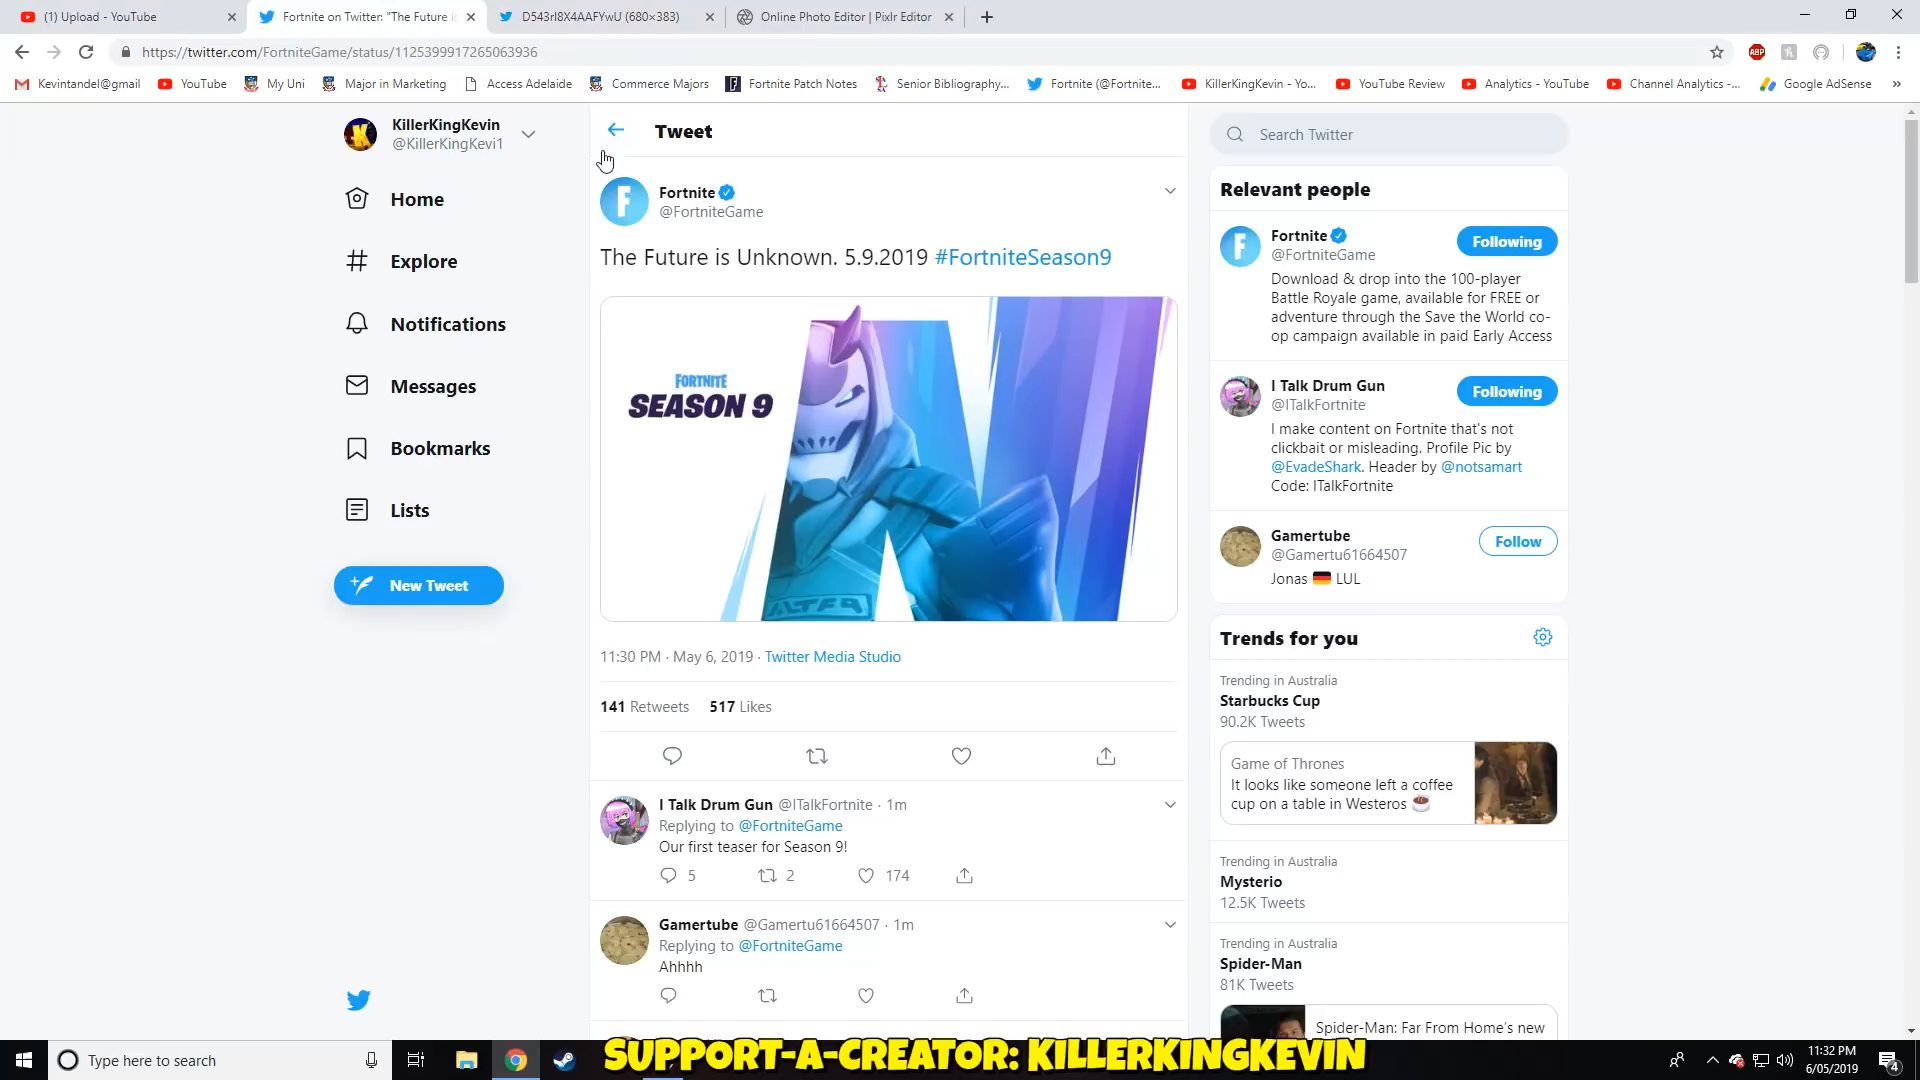 (1) Upload - YouTube
Fortnite on Twitter: "The Future is
D543rI8X4AAFYwU (680×383)
Online Photo Editor | Pixlr Editor
https://twitter.com/FortniteGame/status/1125399917265063936
ABP
Kevintandel@gmail
YouTube
My Uni
Major in Marketing
Access Adelaide
Commerce Majors
Fortnite Patch Notes
Senior Bibliography...
Fortnite (@Fortnite...
KillerKingKevin - Yo...
YouTube Review
Analytics - YouTube
Channel Analytics -...
Google AdSense
»
KillerKingKevin
@KillerKingKevi1
Home
Explore
Notifications
Messages
Bookmarks
Lists
New Tweet
Tweet
Fortnite
@FortniteGame
The Future is Unknown. 5.9.2019 #FortniteSeason9
FORTNITE
SEASON 9
11:30 PM · May 6, 2019 · Twitter Media Studio
141 Retweets 517 Likes
I Talk Drum Gun @ITalkFortnite · 1m
Replying to @FortniteGame
Our first teaser for Season 9!
5 2 174
Gamertube @Gamertu61664507 · 1m
Replying to @FortniteGame
Ahhhh
Search Twitter
Relevant people
Fortnite
@FortniteGame
Following
Download & drop into the 100-player
Battle Royale game, available for FREE or
adventure through the Save the World co-
op campaign available in paid Early Access
I Talk Drum Gun
@ITalkFortnite
Following
I make content on Fortnite that's not
clickbait or misleading. Profile Pic by
@EvadeShark. Header by @notsamart
Code: ITalkFortnite
Gamertube
@Gamertu61664507
Follow
Jonas 🇩🇪 LUL
Trends for you
Trending in Australia
Starbucks Cup
90.2K Tweets
Game of Thrones
It looks like someone left a coffee
cup on a table in Westeros ☕
Trending in Australia
Mysterio
12.5K Tweets
Trending in Australia
Spider-Man
81K Tweets
Spider-Man: Far From Home's new
Type here to search
SUPPORT-A-CREATOR: KILLERKINGKEVIN
11:32 PM
6/05/2019
4